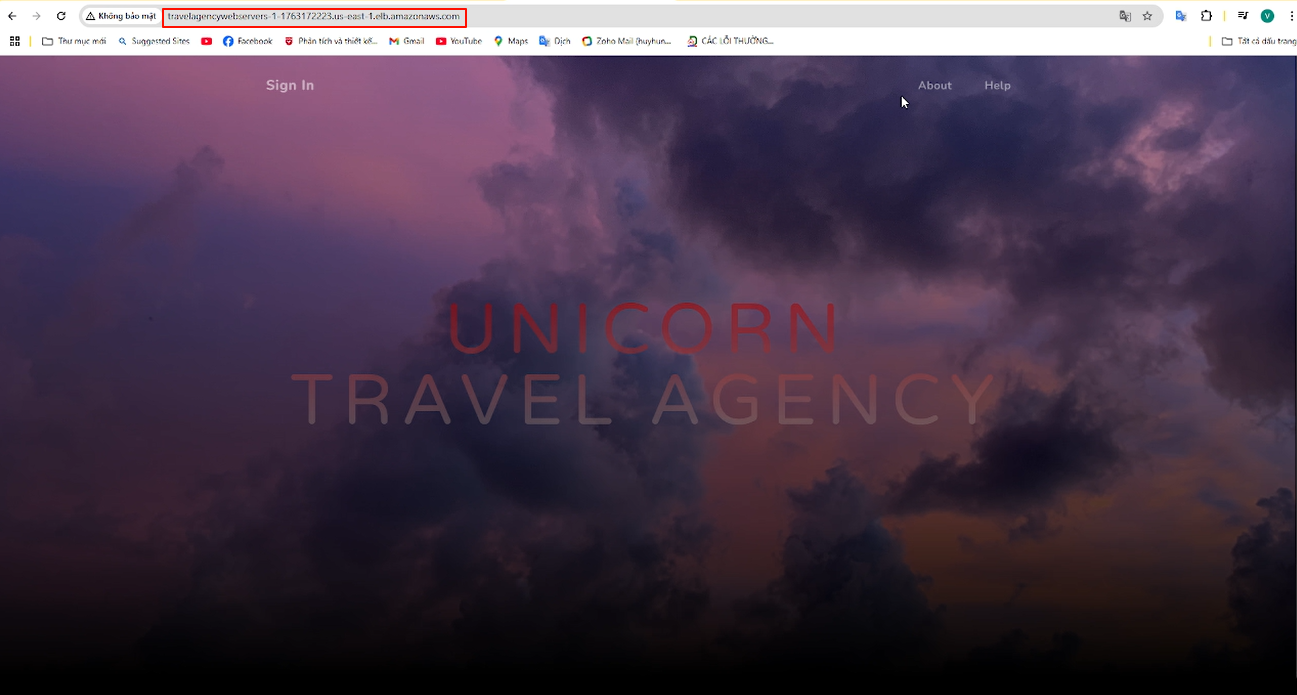 Không bảo mật travelagencywebservers-1-1763172223.us-east-1.elb.amazonaws.com V
Thư mục mới Suggested Sites Facebook Phân tích và thiết kế... Gmail YouTube Maps Dịch Zoho Mail (huyhun... CÁC LỖI THƯỜNG... Tất cả dấu trang
Sign In About Help
UNICORN
TRAVEL AGENCY